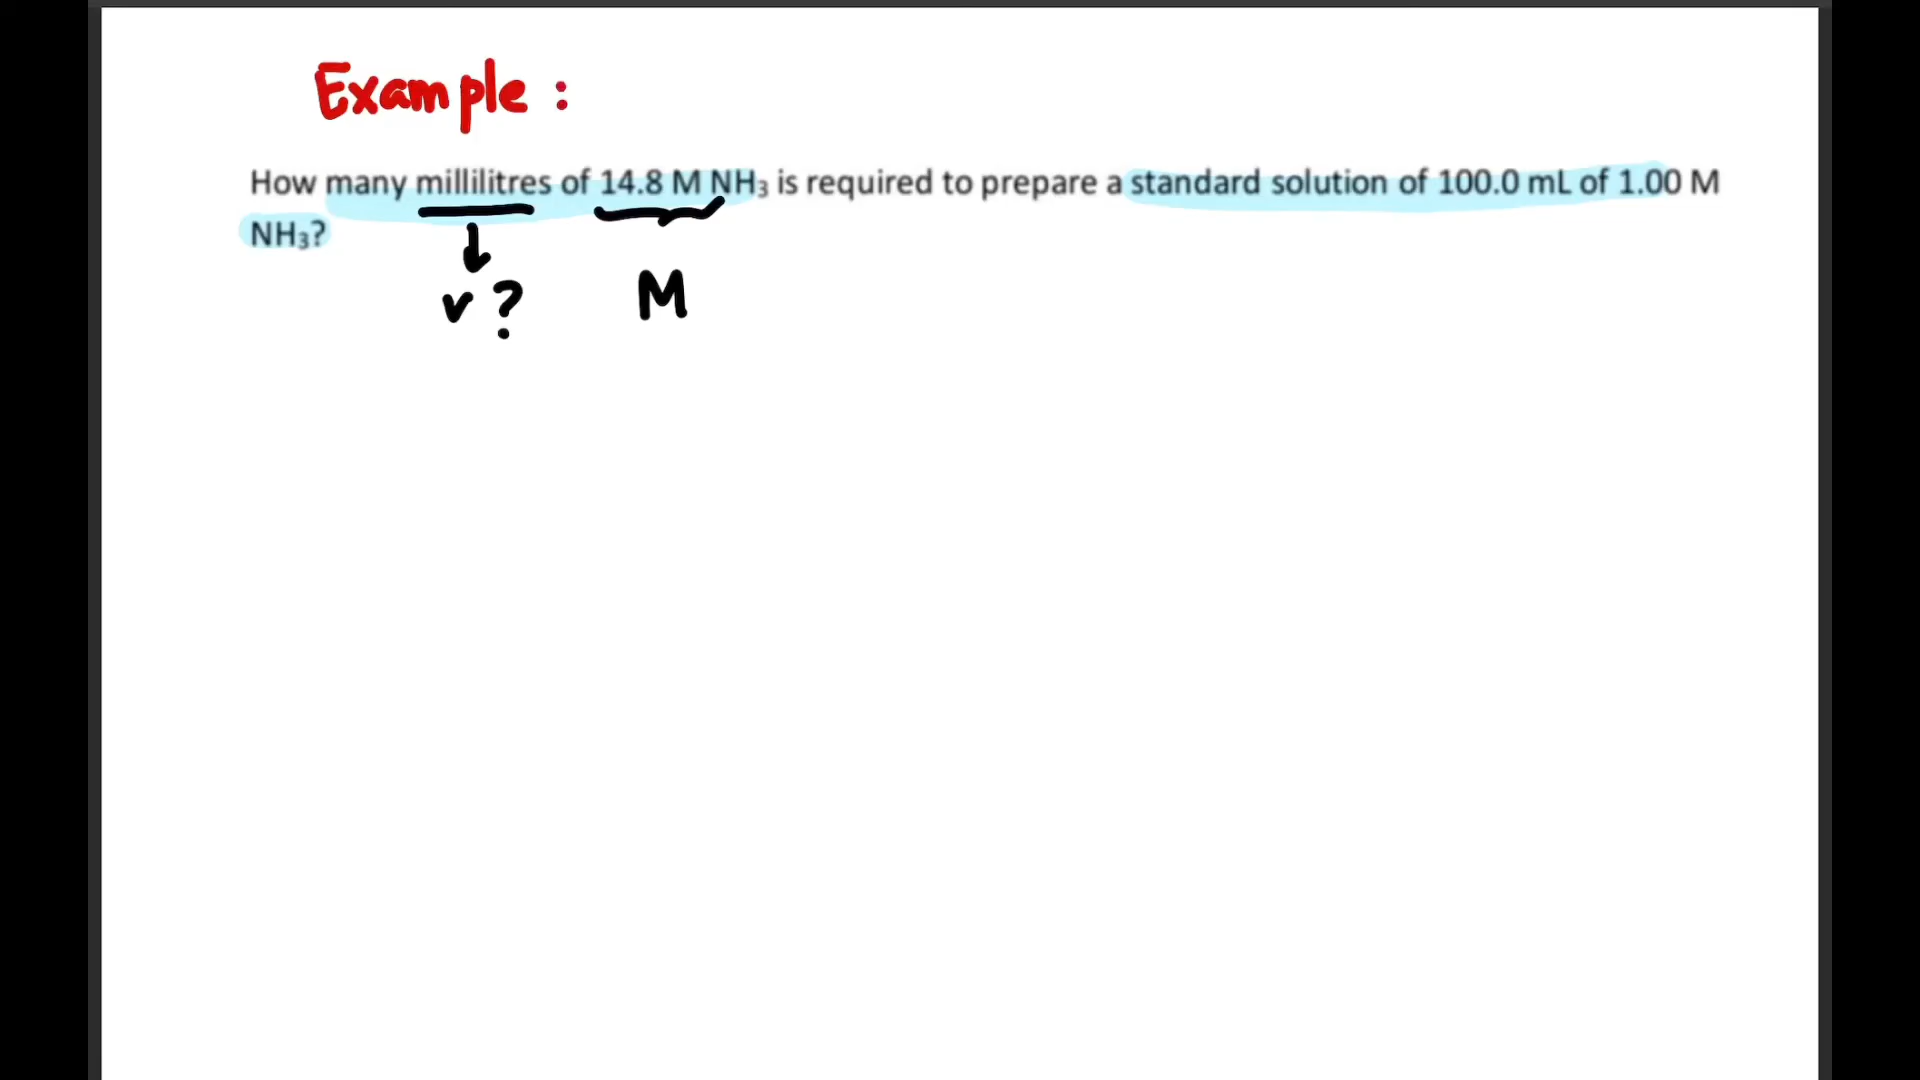 Example :
How many millilitres of 14.8 M NH₃ is required to prepare a standard solution of 100.0 mL of 1.00 M
NH₃?
v ? M